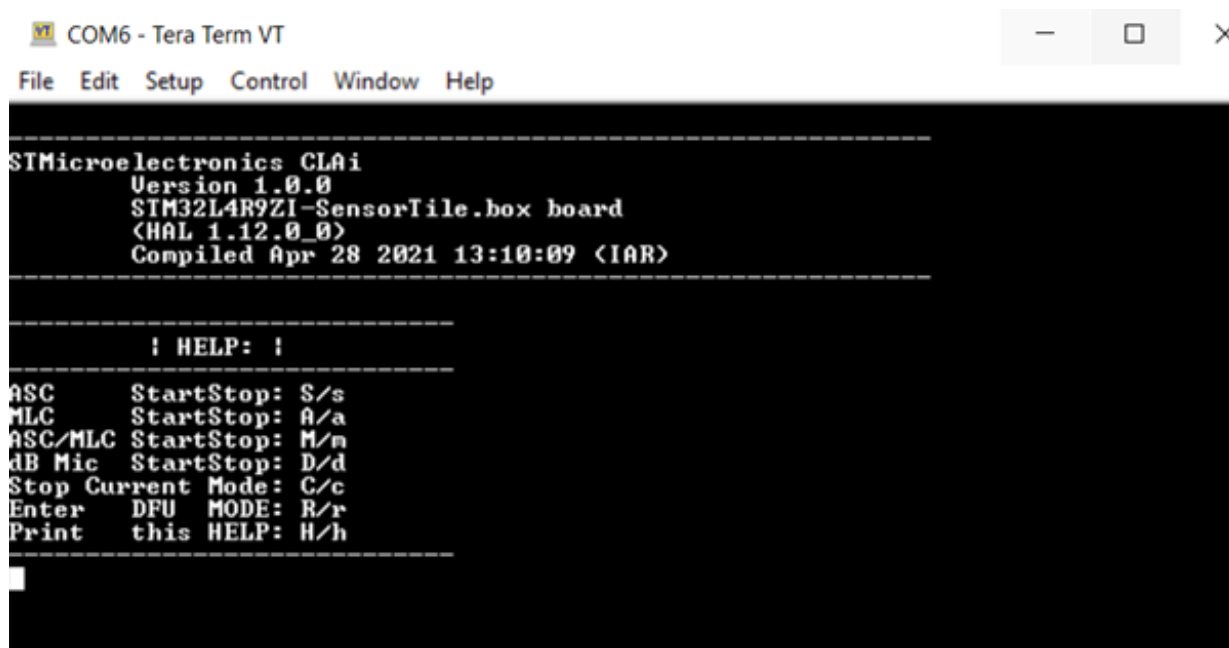 COM6 - Tera Term VT
File Edit Setup Control Window Help
STMicroelectronics CLAi
Version 1.0.0
STM32L4R9ZI-SensorTile.box board
(HAL 1.12.0_0)
Compiled Apr 28 2021 13:10:09 (IAR)
| HELP: |
ASC StartStop: S/s
MLC StartStop: A/a
ASC/MLC StartStop: M/m
dB Mic StartStop: D/d
Stop Current Mode: C/c
Enter DFU MODE: R/r
Print this HELP: H/h